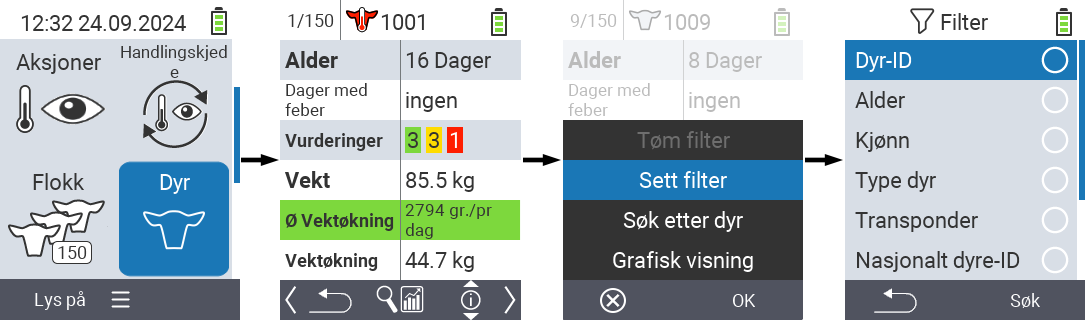 12:32 24.09.2024
Aksjoner
Handlingskjed
e
Flokk
150
Dyr
Lys på
1/150
1001
Alder
16 Dager
Dager med
feber
ingen
Vurderinger
3 3 1
Vekt
85.5 kg
Ø Vektøkning
2794 gr./pr
dag
Vektøkning
44.7 kg
9/150
1009
Alder
8 Dager
Dager med
feber
ingen
Tøm filter
Sett filter
Søk etter dyr
Grafisk visning
OK
Filter
Dyr-ID
Alder
Kjønn
Type dyr
Transponder
Nasjonalt dyre-ID
Søk